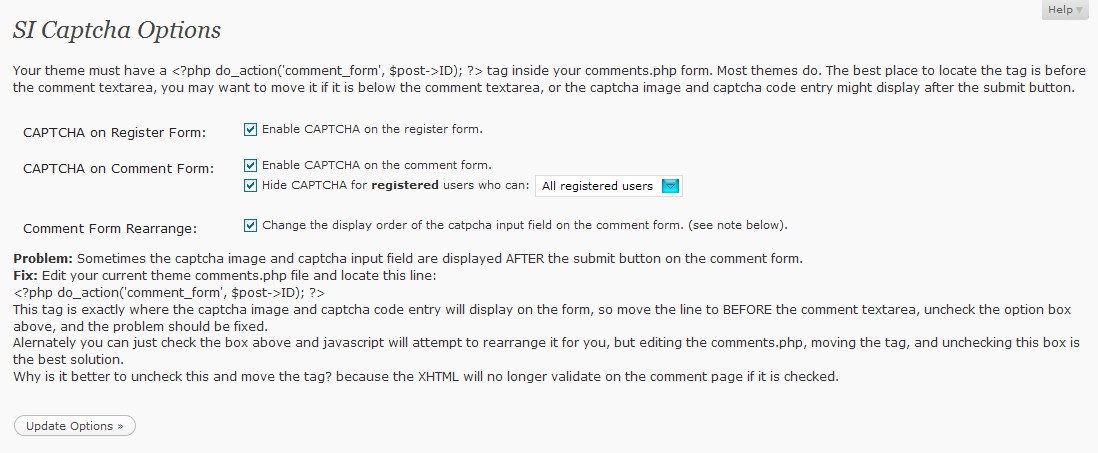 Help
SI Captcha Options
Your theme must have a <?php do_action('comment_form', $post->ID); ?> tag inside your comments.php form. Most themes do. The best place to locate the tag is before
the comment textarea, you may want to move it if it is below the comment textarea, or the captcha image and captcha code entry might display after the submit button.
CAPTCHA on Register Form:
Enable CAPTCHA on the register form.
CAPTCHA on Comment Form:
Enable CAPTCHA on the comment form.
Hide CAPTCHA for registered users who can: All registered users
Comment Form Rearrange:
Change the display order of the catpcha input field on the comment form. (see note below).
Problem: Sometimes the captcha image and captcha input field are displayed AFTER the submit button on the comment form.
Fix: Edit your current theme comments.php file and locate this line:
<?php do_action('comment_form', $post->ID); ?>
This tag is exactly where the captcha image and captcha code entry will display on the form, so move the line to BEFORE the comment textarea, uncheck the option box
above, and the problem should be fixed.
Alernately you can just check the box above and javascript will attempt to rearrange it for you, but editing the comments.php, moving the tag, and unchecking this box is
the best solution.
Why is it better to uncheck this and move the tag? because the XHTML will no longer validate on the comment page if it is checked.
Update Options »